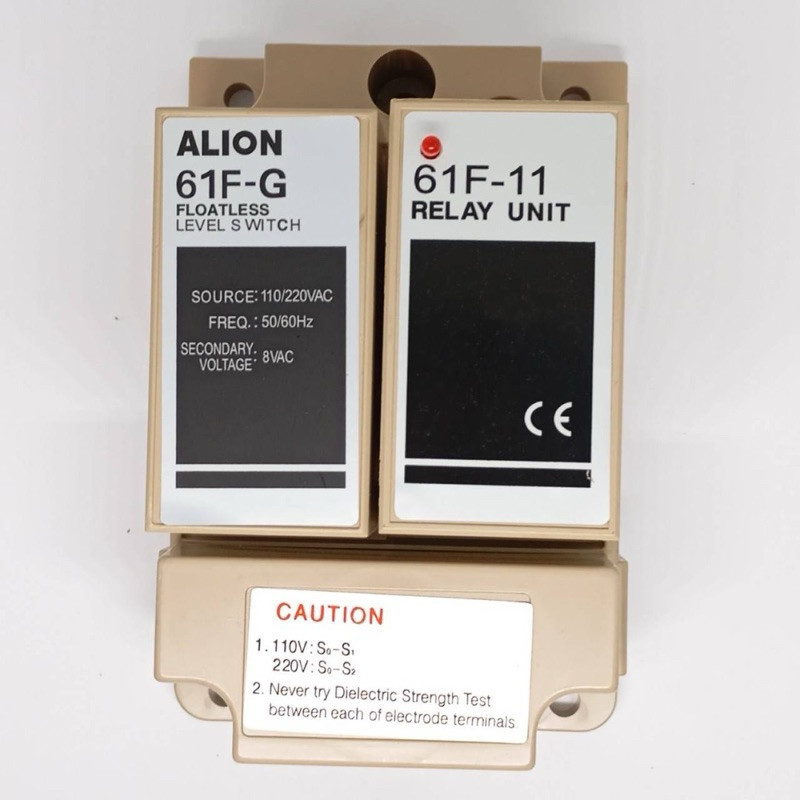 ALION
61F-G
FLOATLESS
LEVEL SWITCH
SOURCE: 110/220VAC
FREQ.: 50/60Hz
SECONDARY VOLTAGE: 8VAC
61F-11
RELAY UNIT
CE
CAUTION
1. 110V: S₀-S₁
220V: S₀-S₂
2. Never try Dielectric Strength Test
between each of electrode terminals